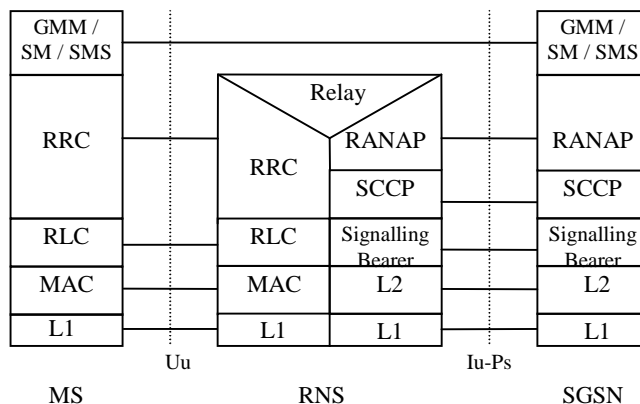 GMM /
SM / SMS
GMM /
SM / SMS
Relay
RRC
RRC
RANAP
RANAP
SCCP
SCCP
RLC
RLC
Signalling
Bearer
Signalling
Bearer
MAC
MAC
L2
L2
L1
L1
L1
L1
Uu
Iu-Ps
MS
RNS
SGSN